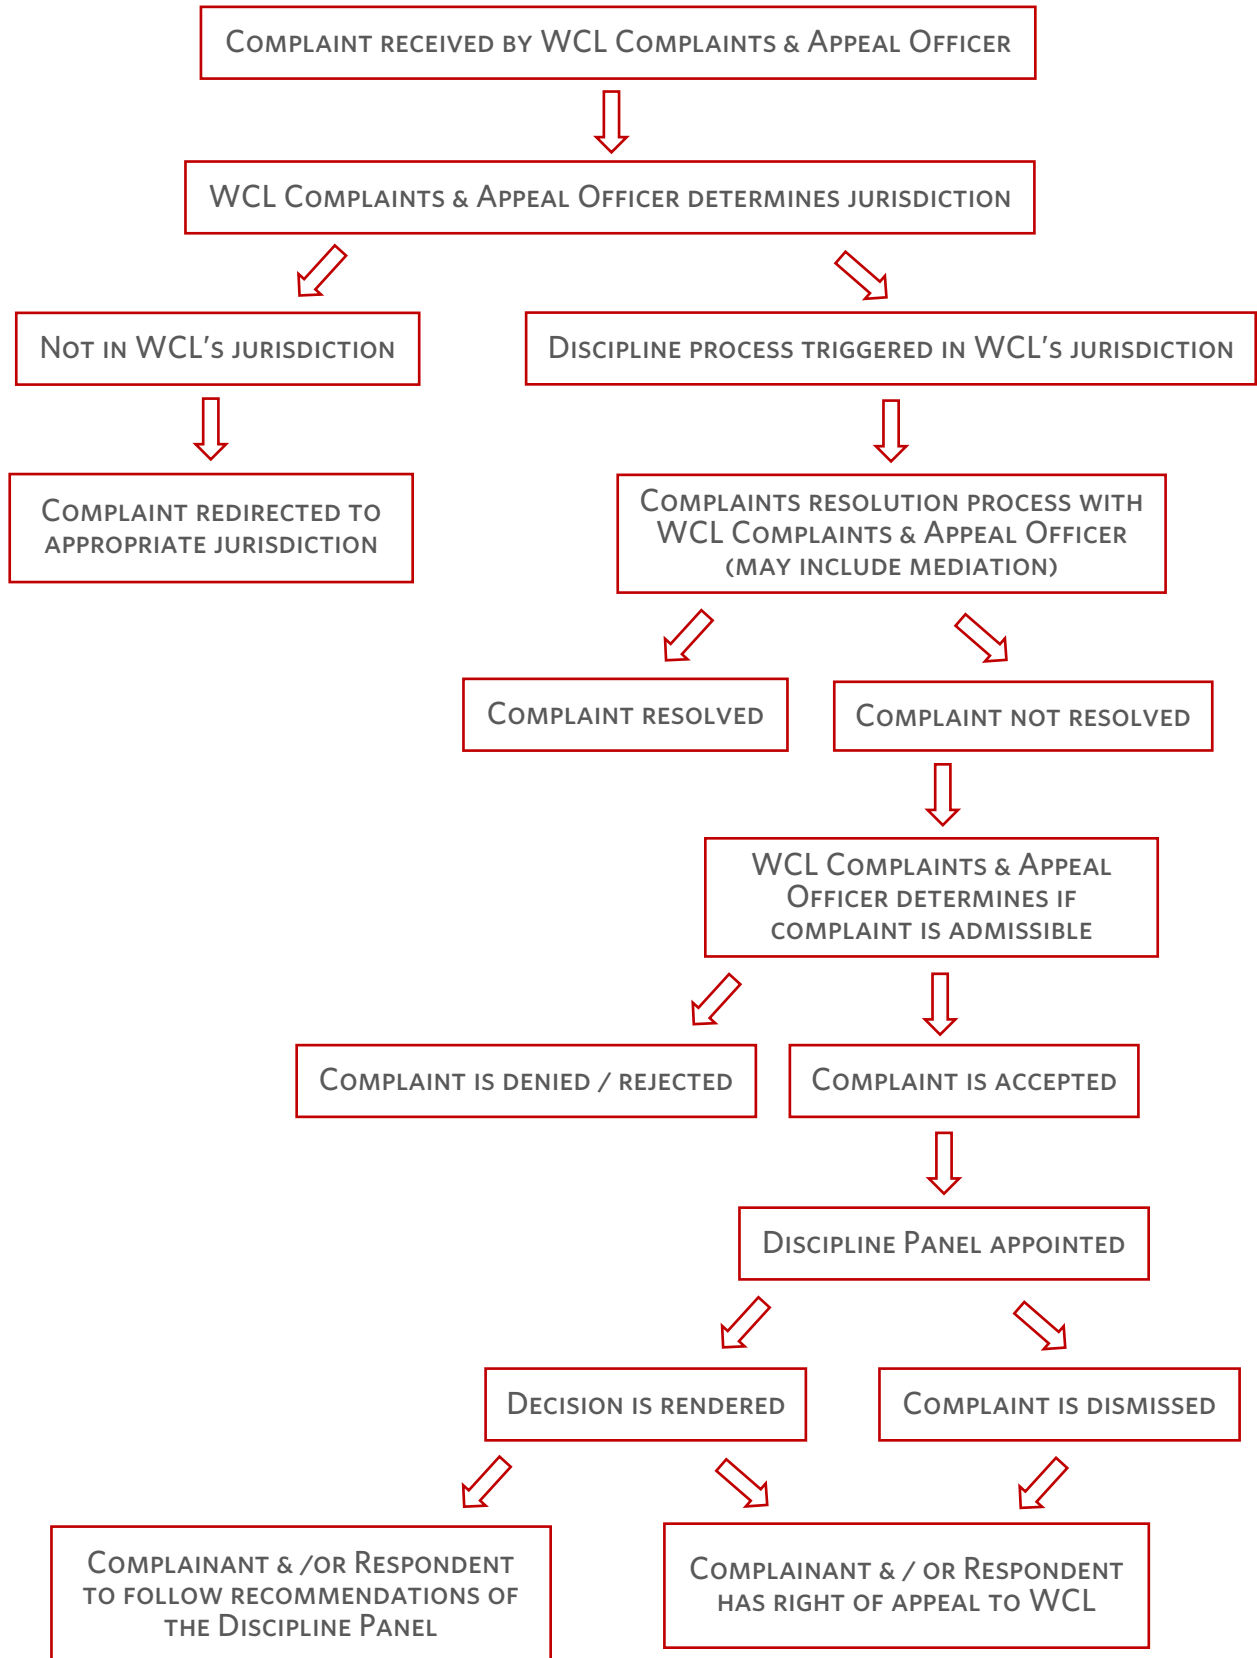 Complaint received by WCL Complaints & Appeal Officer
WCL Complaints & Appeal Officer determines jurisdiction
Not in WCL's jurisdiction
Discipline process triggered in WCL's jurisdiction
Complaint redirected to
appropriate jurisdiction
Complaints resolution process with
WCL Complaints & Appeal Officer
(may include mediation)
Complaint resolved
Complaint not resolved
WCL Complaints & Appeal
Officer determines if
complaint is admissible
Complaint is denied / rejected
Complaint is accepted
Discipline Panel appointed
Decision is rendered
Complaint is dismissed
Complainant & /or Respondent
to follow recommendations of
the Discipline Panel
Complainant & / or Respondent
has right of appeal to WCL